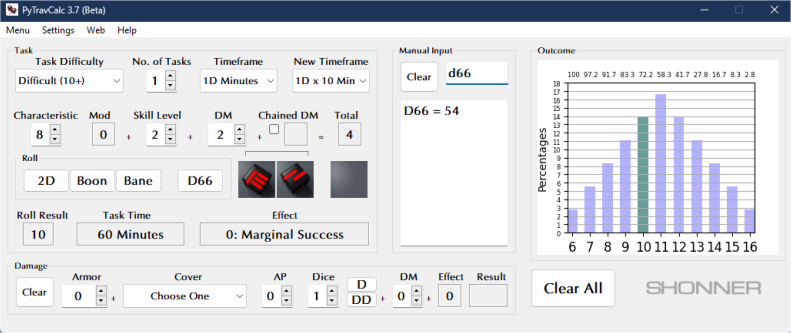 PyTravCalc 3.7 (Beta)
Menu Settings Web Help
Task
Task Difficulty No. of Tasks Timeframe New Timeframe
Difficult (10+) 1 1D Minutes 1D x 10 Min
Characteristic Mod Skill Level DM Chained DM Total
8 0 + 2 + 2 + = 4
Roll
2D Boon Bane D66
Roll Result Task Time Effect
10 60 Minutes 0: Marginal Success
Manual Input
Clear d66
D66 = 54
Outcome
100 97.2 91.7 83.3 72.2 58.3 41.7 27.8 16.7 8.3 2.8
Percentages
18
17
16
15
14
13
12
11
10
9
8
7
6
5
4
3
2
1
0
6 7 8 9 10 11 12 13 14 15 16
Damage
Armor Cover AP Dice DM Effect Result
Clear 0 + Choose One 0 1 D DD + 0 + 0
Clear All
SHONNER